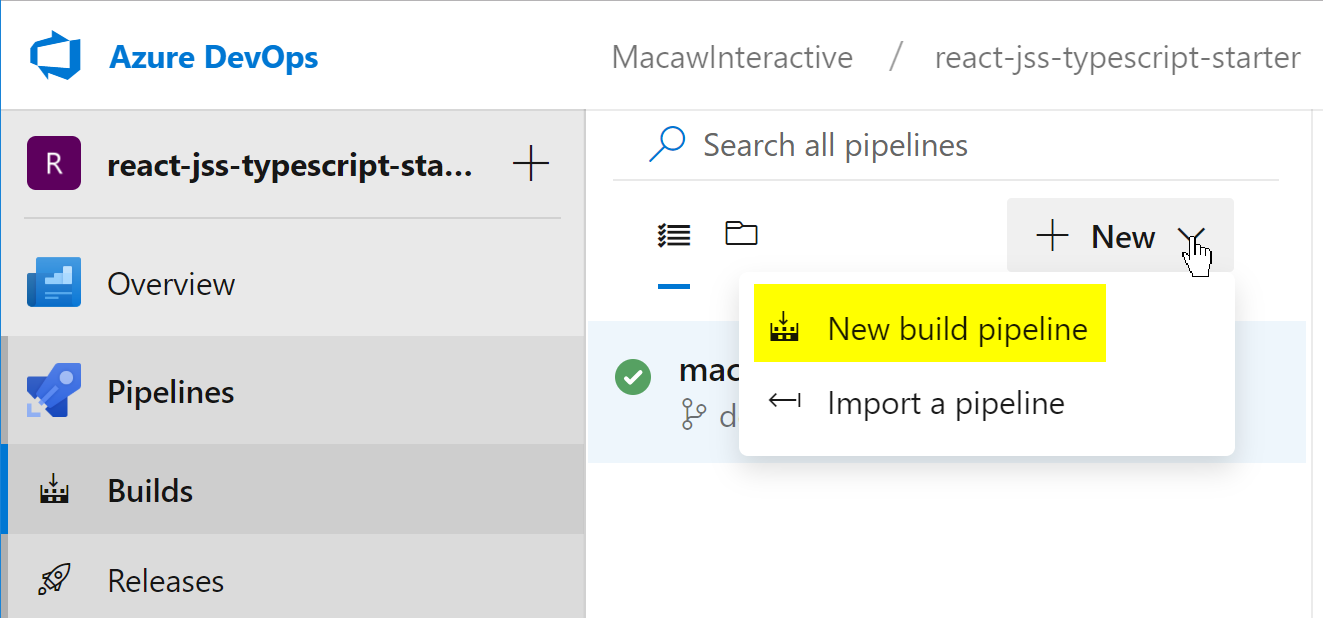 Azure DevOps
MacawInteractive / react-jss-typescript-starter
R react-jss-typescript-sta...
Search all pipelines
New
Overview
New build pipeline
Pipelines
Import a pipeline
Builds
Releases